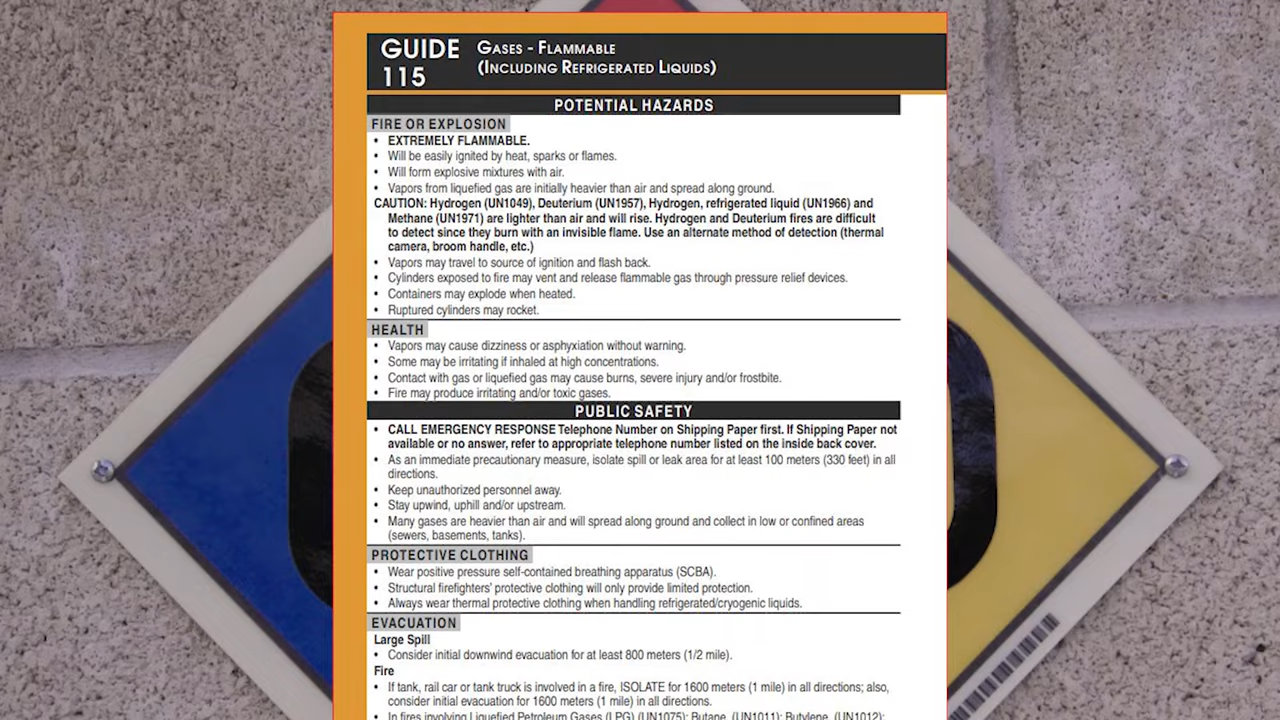 GUIDE
115
GASES - FLAMMABLE
(INCLUDING REFRIGERATED LIQUIDS)
POTENTIAL HAZARDS
FIRE OR EXPLOSION
• EXTREMELY FLAMMABLE.
• Will be easily ignited by heat, sparks or flames.
• Will form explosive mixtures with air.
• Vapors from liquefied gas are initially heavier than air and spread along ground.
CAUTION: Hydrogen (UN1049), Deuterium (UN1957), Hydrogen, refrigerated liquid (UN1966) and
Methane (UN1971) are lighter than air and will rise. Hydrogen and Deuterium fires are difficult
to detect since they burn with an invisible flame. Use an alternate method of detection (thermal
camera, broom handle, etc.)
• Vapors may travel to source of ignition and flash back.
• Cylinders exposed to fire may vent and release flammable gas through pressure relief devices.
• Containers may explode when heated.
• Ruptured cylinders may rocket.
HEALTH
• Vapors may cause dizziness or asphyxiation without warning.
• Some may be irritating if inhaled at high concentrations.
• Contact with gas or liquefied gas may cause burns, severe injury and/or frostbite.
• Fire may produce irritating and/or toxic gases.
PUBLIC SAFETY
• CALL EMERGENCY RESPONSE Telephone Number on Shipping Paper first. If Shipping Paper not
available or no answer, refer to appropriate telephone number listed on the inside back cover.
• As an immediate precautionary measure, isolate spill or leak area for at least 100 meters (330 feet) in all
directions.
• Keep unauthorized personnel away.
• Stay upwind, uphill and/or upstream.
• Many gases are heavier than air and will spread along ground and collect in low or confined areas
(sewers, basements, tanks).
PROTECTIVE CLOTHING
• Wear positive pressure self-contained breathing apparatus (SCBA).
• Structural firefighters' protective clothing will only provide limited protection.
• Always wear thermal protective clothing when handling refrigerated/cryogenic liquids.
EVACUATION
Large Spill
• Consider initial downwind evacuation for at least 800 meters (1/2 mile).
Fire
• If tank, rail car or tank truck is involved in a fire, ISOLATE for 1600 meters (1 mile) in all directions; also,
consider initial evacuation for 1600 meters (1 mile) in all directions.
• In fires involving Liquefied Petroleum Gases (LPG) (UN1075); Butane, (UN1011); Butylene, (UN1012);